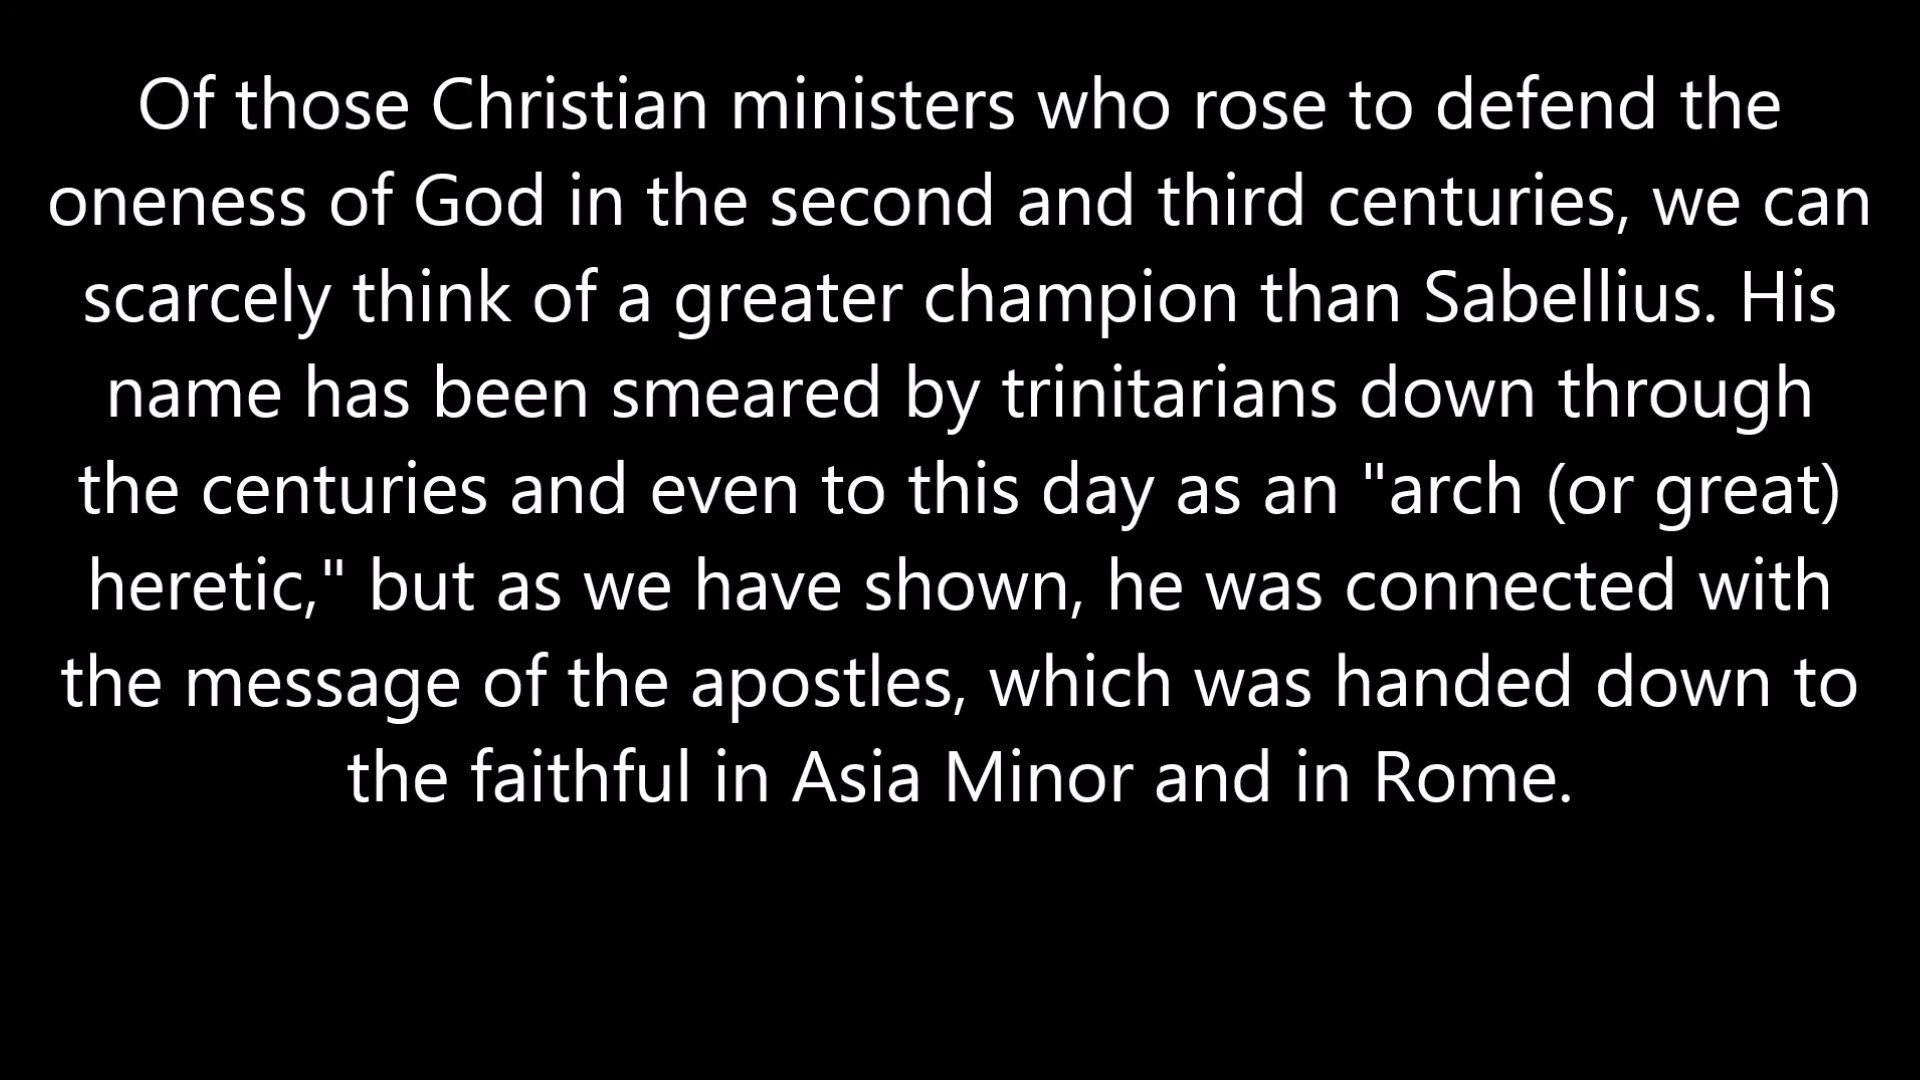 Of those Christian ministers who rose to defend the
oneness of God in the second and third centuries, we can
scarcely think of a greater champion than Sabellius. His
name has been smeared by trinitarians down through
the centuries and even to this day as an "arch (or great)
heretic," but as we have shown, he was connected with
the message of the apostles, which was handed down to
the faithful in Asia Minor and in Rome.